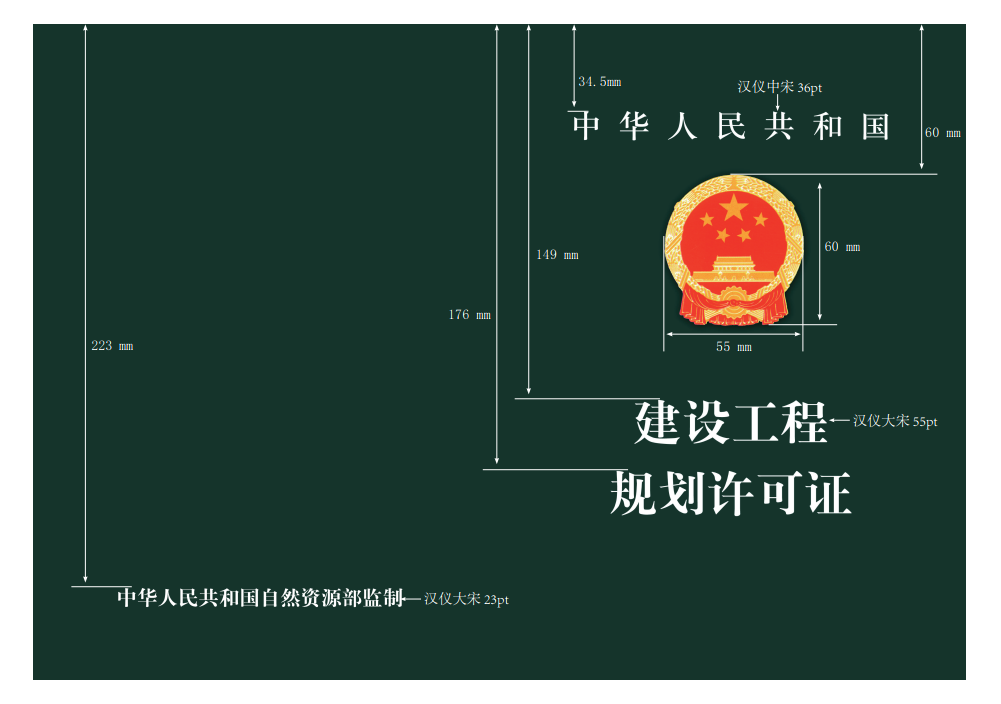 34.5mm
汉仪中宋 36pt
中华人民共和国
60 mm
149 mm
60 mm
176 mm
223 mm
55 mm
建设工程
汉仪大宋 55pt
规划许可证
中华人民共和国自然资源部监制
汉仪大宋 23pt